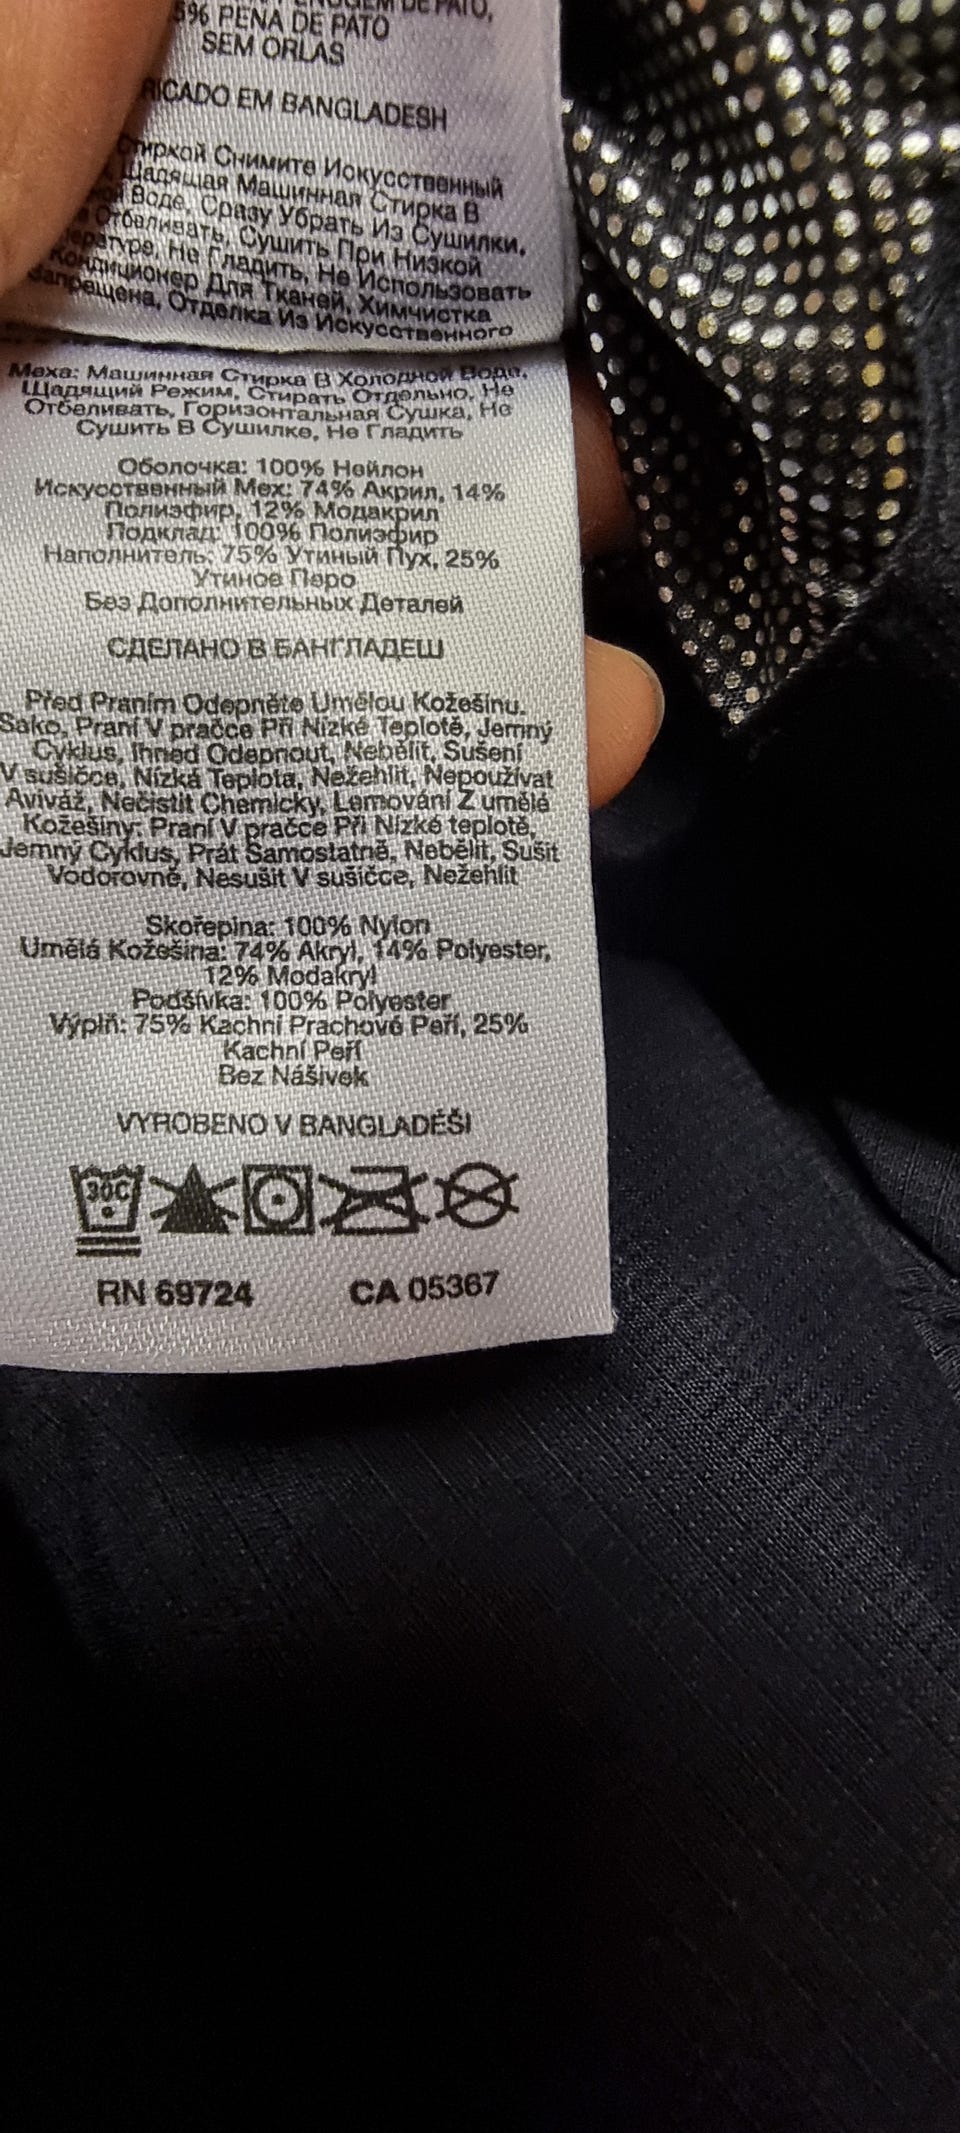 PENA DE PATO
SEM ORLAS
RICADO EM BANGLADESH
Стиркой Снимите Искусственный
Щадящая Машинная Стирка В
Воде, Сразу Убрать Из Сушилки,
Отбеливать, Сушить При Низкой
Не Гладить, Не Использовать
Кондиционер Для Тканей, Химчистка
Запрещена, Отделка Из Искусственного
Меха: Машинная Стирка В Холодной Воде,
Щадящий Режим, Стирать Отдельно, Не
Отбеливать, Горизонтальная Сушка, Не
Сушить В Сушилке, Не Гладить
Оболочка: 100% Нейлон
Искусственный Мех: 74% Акрил, 14%
Полиэфир, 12% Модакрил
Подклад: 100% Полиэфир
Наполнитель: 75% Утиный Пух, 25%
Утиное Перо
Без Дополнительных Деталей
СДЕЛАНО В БАНГЛАДЕШ
Před Praním Odepněte Umělou Kožešinu.
Sako, Praní V pračce Při Nízké Teplotě, Jemný
Cyklus, Ihned Odepnout, Nebělit, Sušení
V sušičce, Nízká Teplota, Nežehlit, Nepoužívat
Aviváž, Nečistit Chemicky, Lemování Z umělé
Kožešiny: Praní V pračce Při Nízké teplotě,
Jemný Cyklus, Prát Samostatně, Nebělit, Sušit
Vodorovně, Nesušit V sušičce, Nežehlit
Skořepina: 100% Nylon
Umělá Kožešina: 74% Akryl, 14% Polyester,
12% Modakryl
Podšívka: 100% Polyester
Výplň: 75% Kachní Prachové Peří, 25%
Kachní Peří
Bez Nášivek
VYROBENO V BANGLADÉŠI
30C
RN 69724 CA 05367